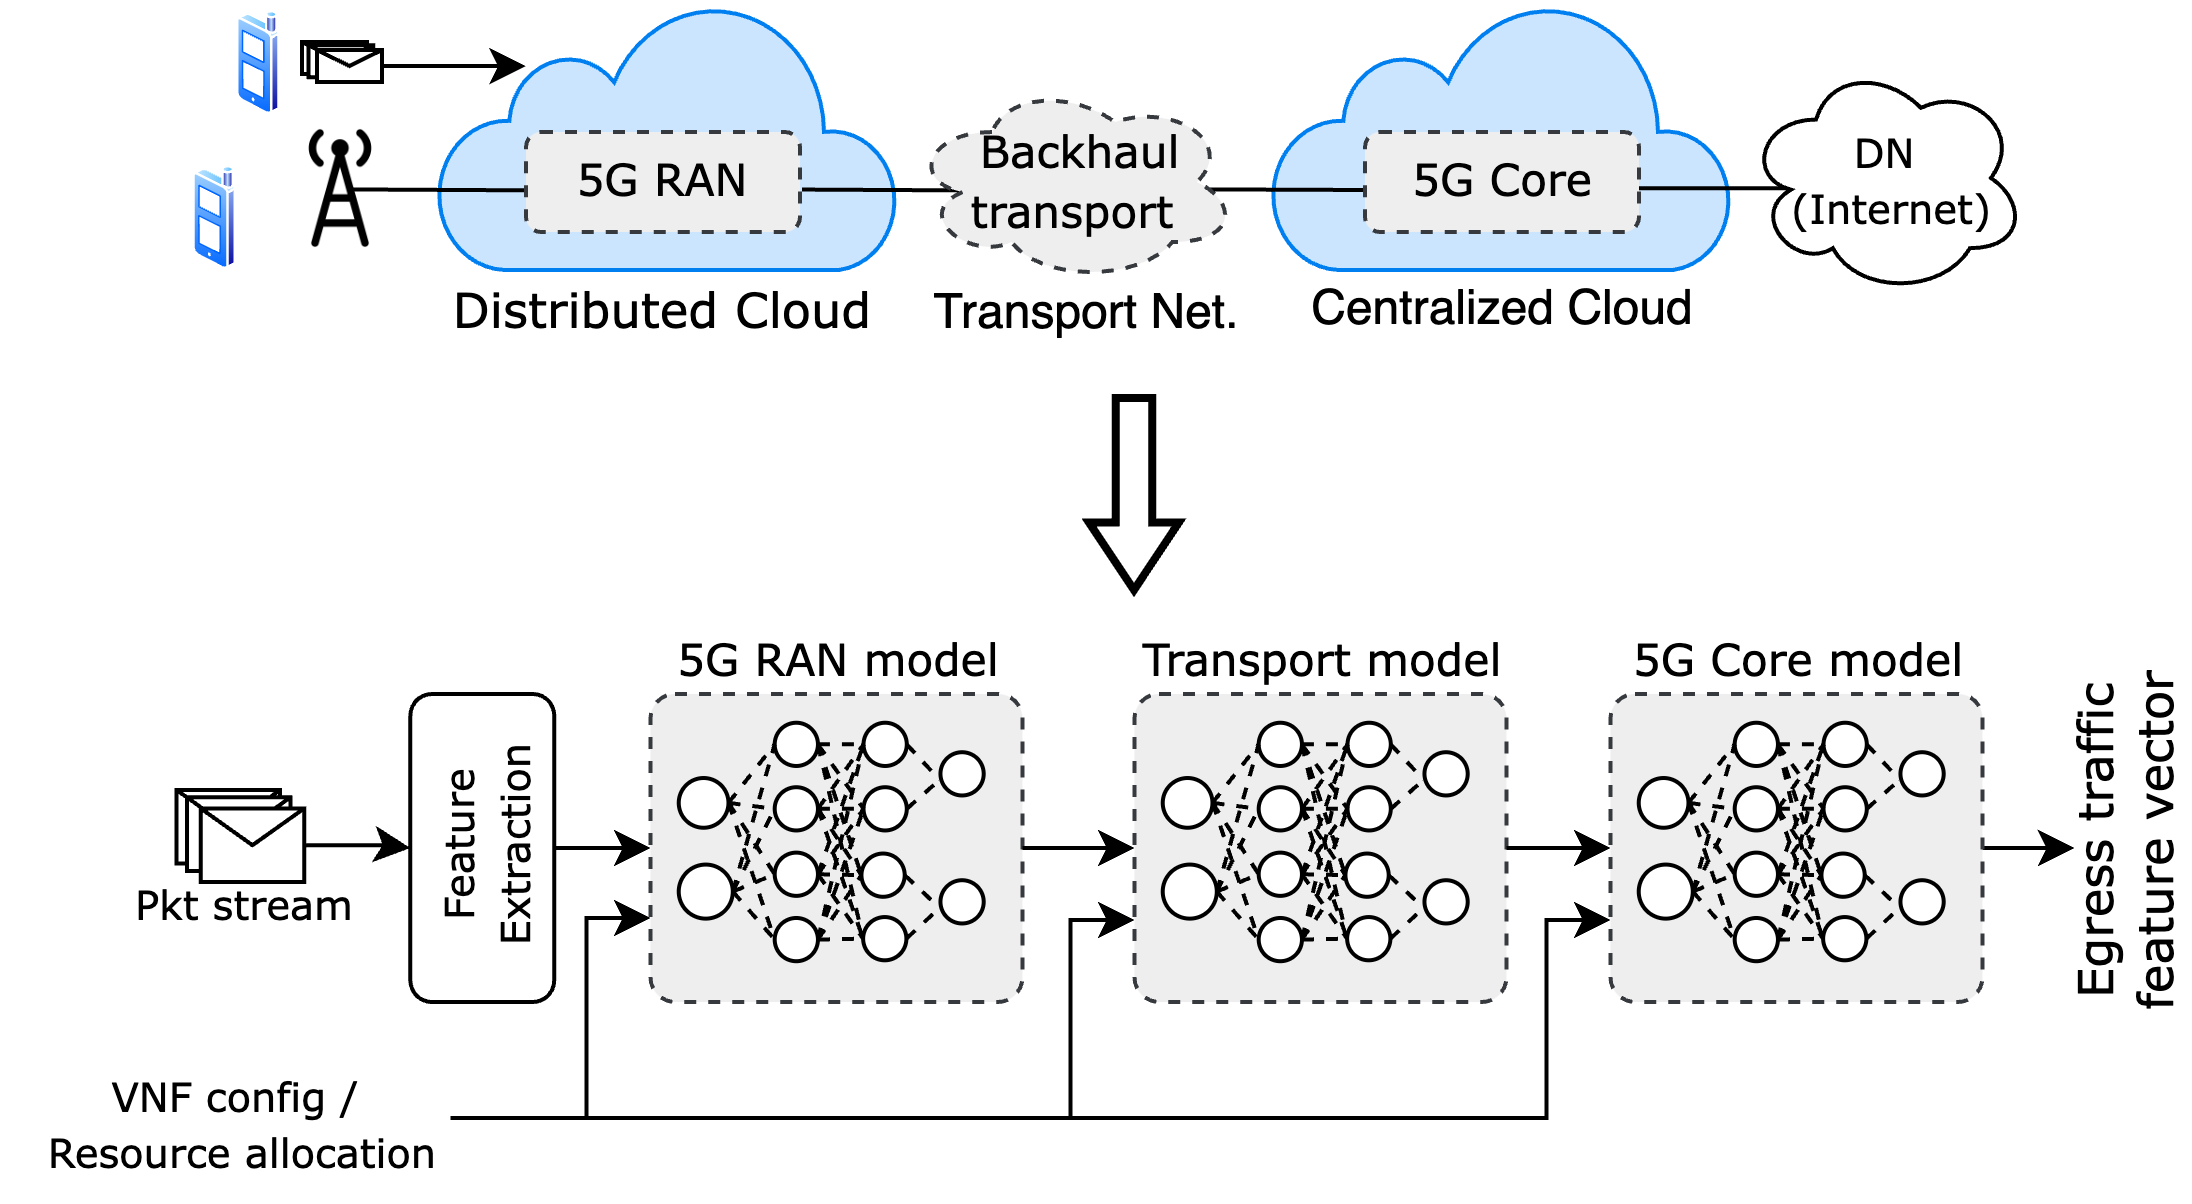 5G RAN
Backhaul
transport
5G Core
DN
(Internet)
Distributed Cloud
Transport Net.
Centralized Cloud
5G RAN model
Transport model
5G Core model
Feature
Extraction
Pkt stream
Egress traffic
feature vector
VNF config /
Resource allocation